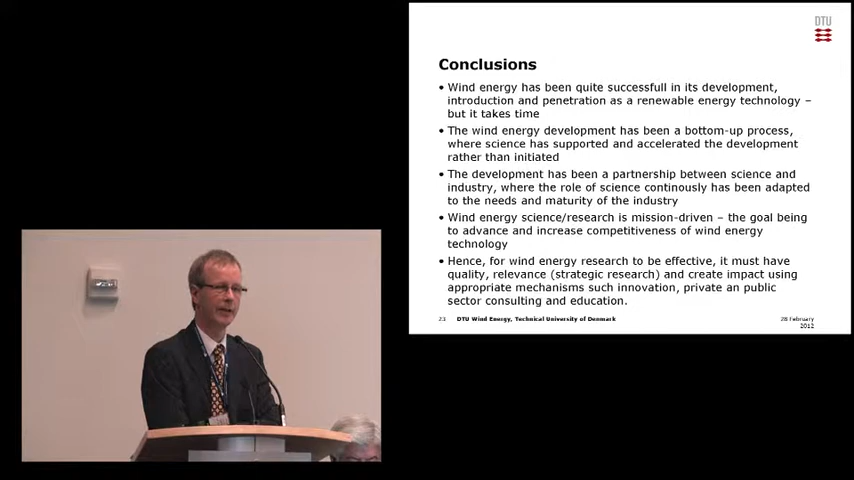 DTU
Conclusions
• Wind energy has been quite successfull in its development,
introduction and penetration as a renewable energy technology –
but it takes time
• The wind energy development has been a bottom-up process,
where science has supported and accelerated the development
rather than initiated
• The development has been a partnership between science and
industry, where the role of science continously has been adapted
to the needs and maturity of the industry
• Wind energy science/research is mission-driven – the goal being
to advance and increase competitiveness of wind energy
technology
• Hence, for wind energy research to be effective, it must have
quality, relevance (strategic research) and create impact using
appropriate mechanisms such innovation, private an public
sector consulting and education.
23 DTU Wind Energy, Technical University of Denmark 28 February
2012